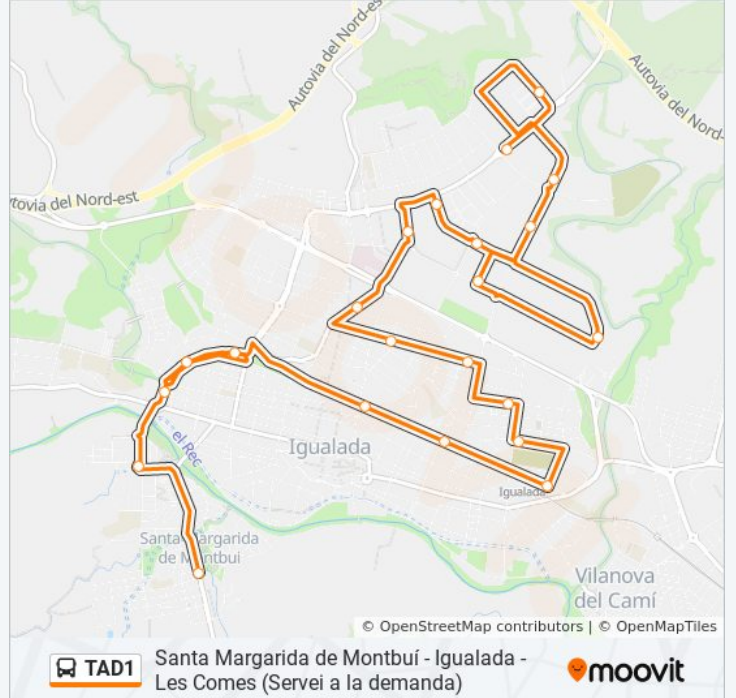 Autovia del Nord-est
Autovia del Nord-
tovia del Nord-est
el Rec
Igualada
Igualada
Santa Margarida
de Montbuí
Vilanova
del Camí
© OpenStreetMap contributors | © OpenMapTiles
TAD1
Santa Margarida de Montbuí - Igualada -
Les Comes (Servei a la demanda)
moovit